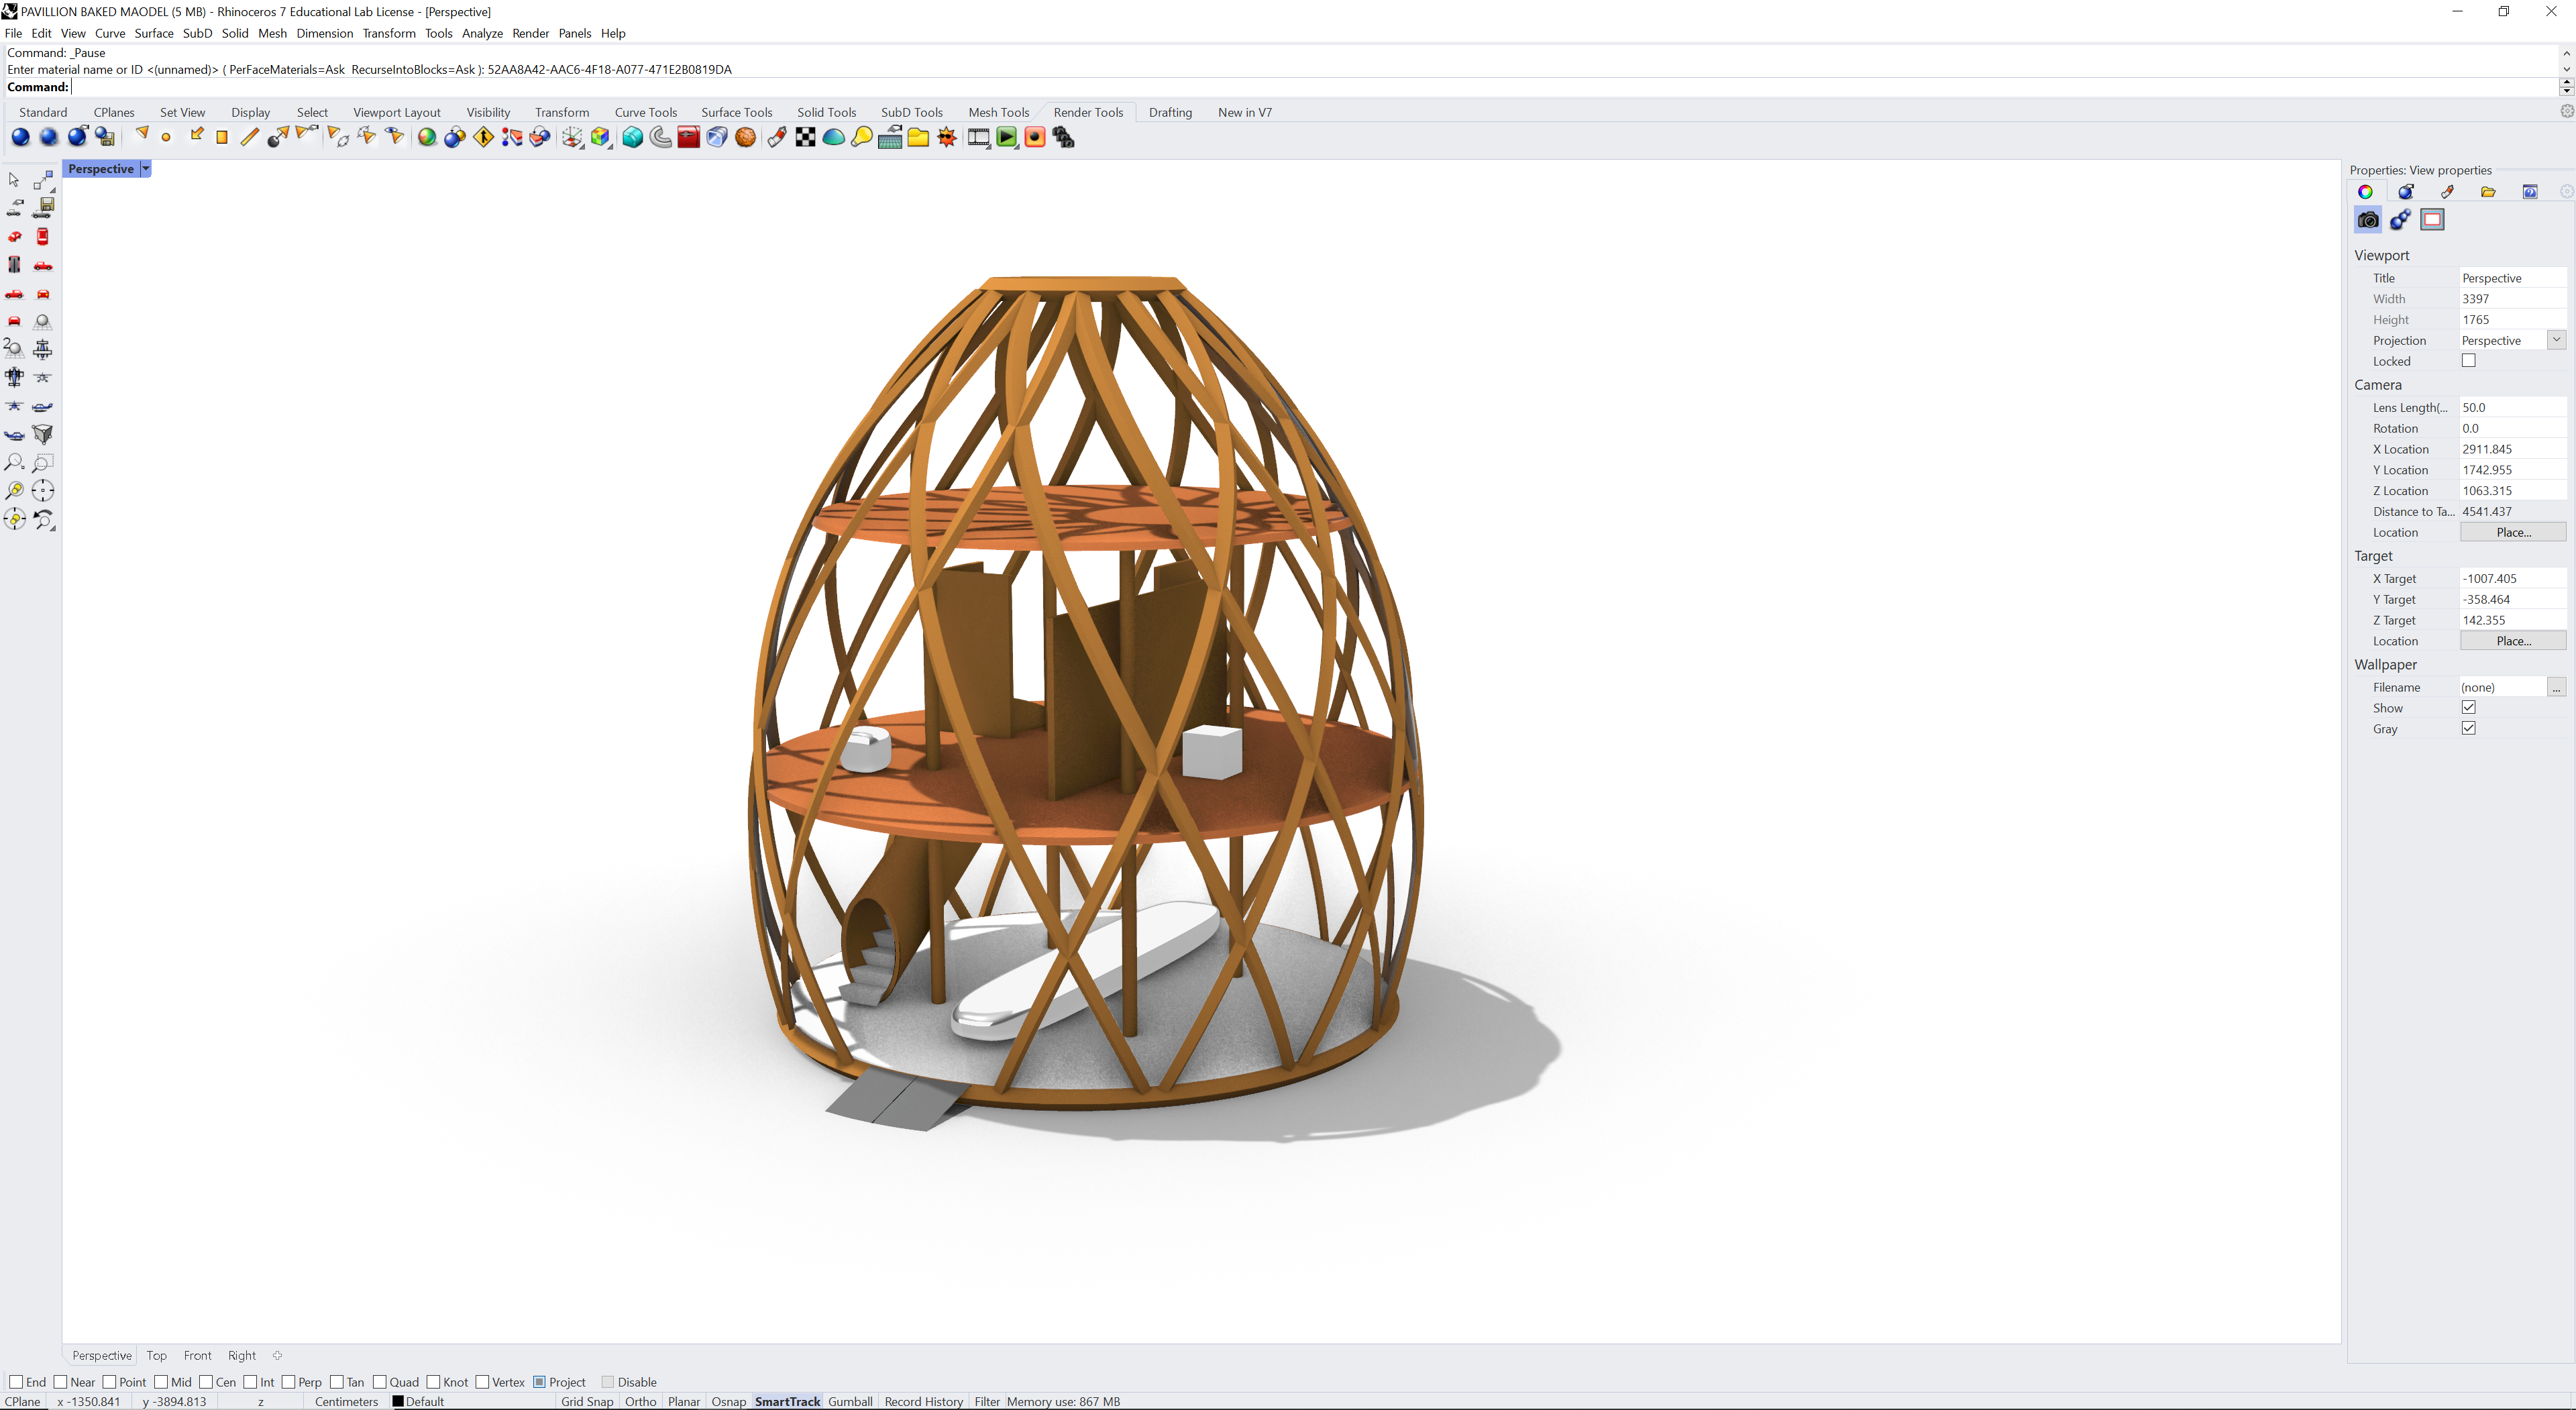 PAVILLION BAKED MAODEL (5 MB) - Rhinoceros 7 Educational Lab License - [Perspective]
File Edit View Curve Surface SubD Solid Mesh Dimension Transform Tools Analyze Render Panels Help
Command: _Pause
Enter material name or ID <(unnamed)> ( PerFaceMaterials=Ask RecurseIntoBlocks=Ask ): 52AA8A42-AAC6-4F18-A077-471E2B0819DA
Command:
Standard CPlanes Set View Display Select Viewport Layout Visibility Transform Curve Tools Surface Tools Solid Tools SubD Tools Mesh Tools Render Tools Drafting New in V7
Perspective
Properties: View properties
Viewport
Title Perspective
Width 3397
Height 1765
Projection Perspective
Locked
Camera
Lens Length(... 50.0
Rotation 0.0
X Location 2911.845
Y Location 1742.955
Z Location 1063.315
Distance to Ta... 4541.437
Location Place...
Target
X Target -1007.405
Y Target -358.464
Z Target 142.355
Location Place...
Wallpaper
Filename (none) ...
Show
Gray
2
Perspective Top Front Right
End Near Point Mid Cen Int Perp Tan Quad Knot Vertex Project Disable
CPlane x -1350.841 y -3894.813 z Centimeters Default Grid Snap Ortho Planar Osnap SmartTrack Gumball Record History Filter Memory use: 867 MB